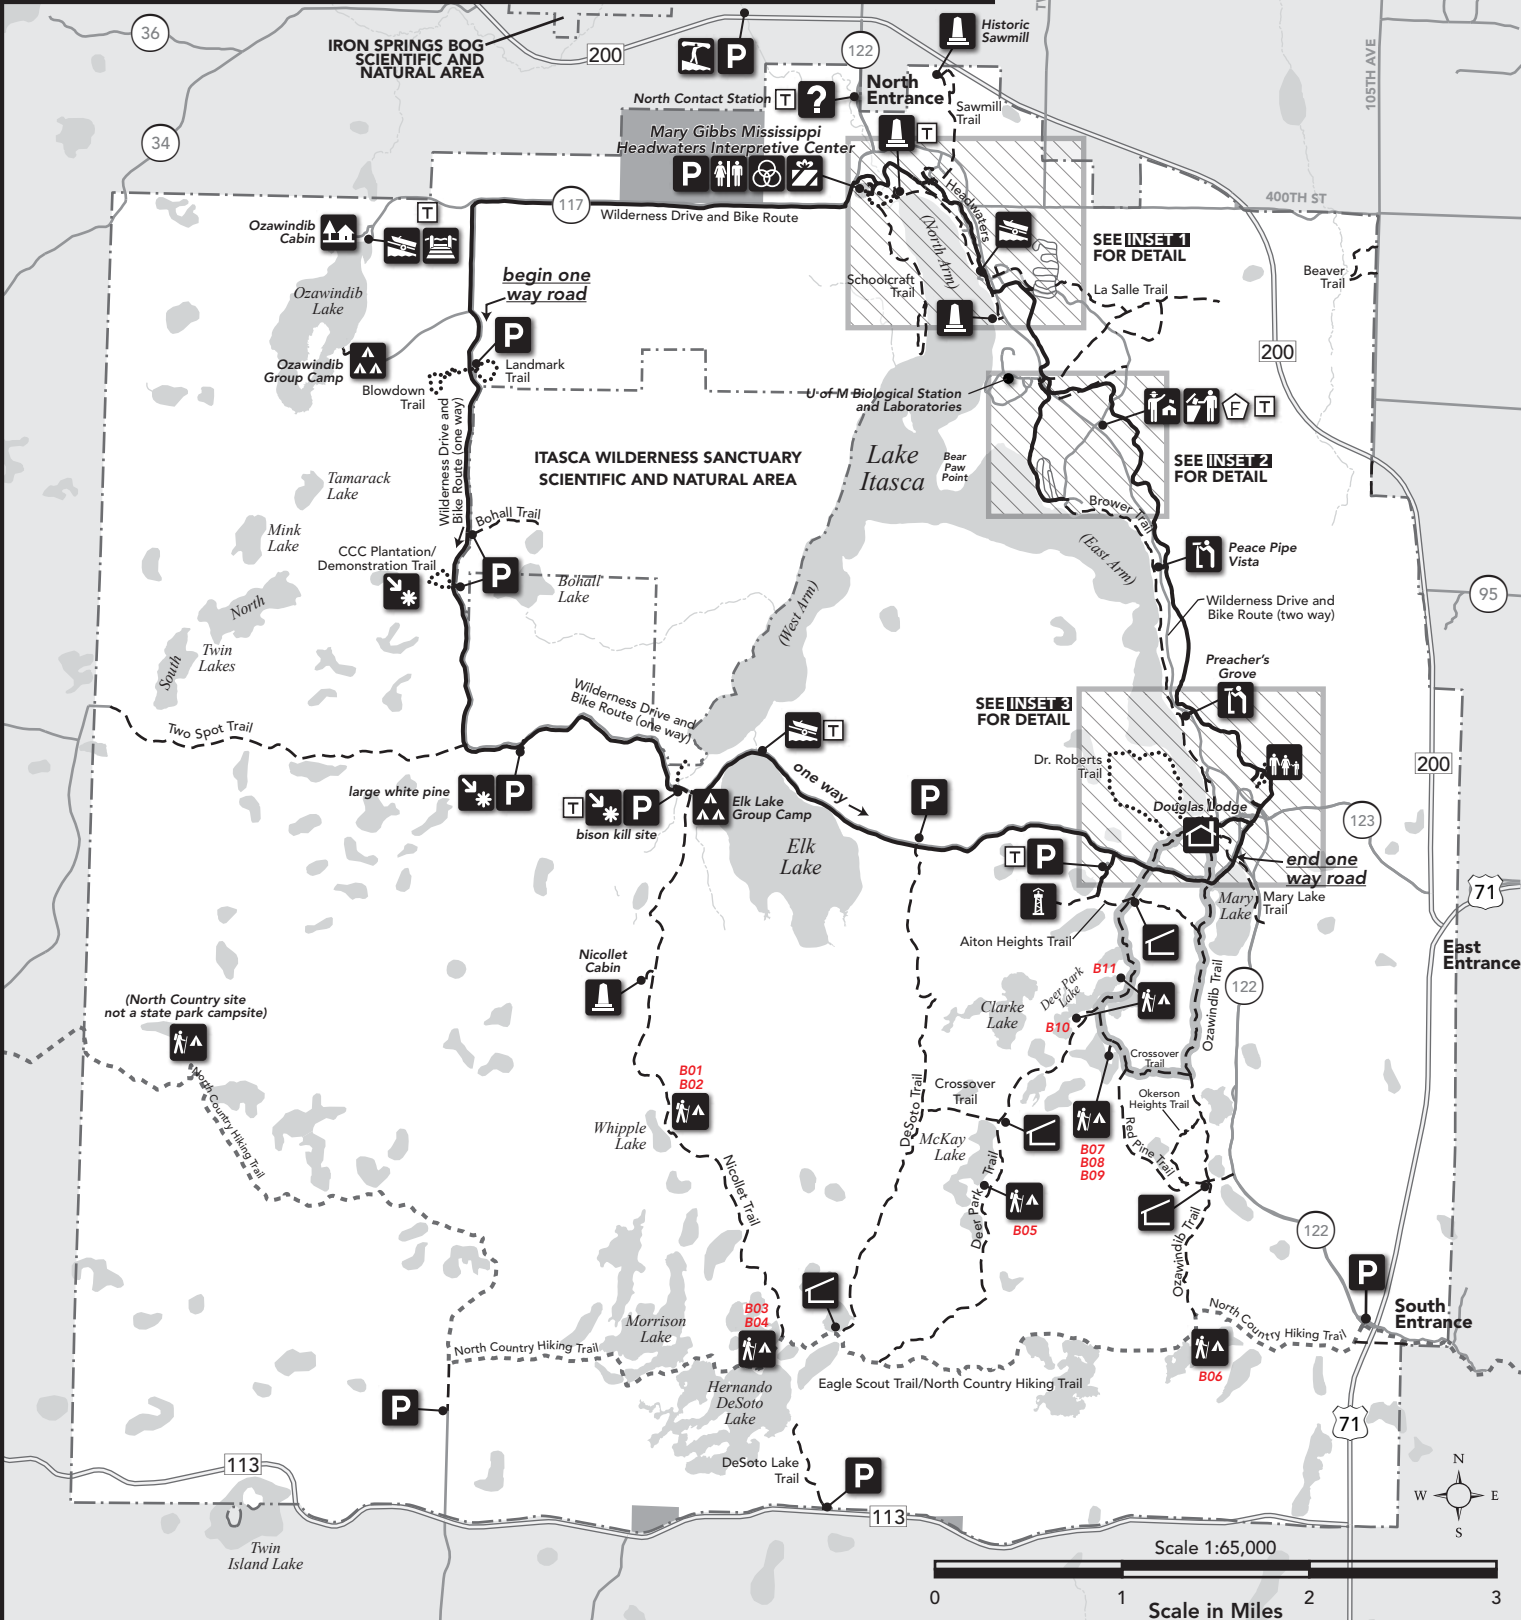 36
IRON SPRINGS BOG
SCIENTIFIC AND
NATURAL AREA
200
P
122
Historic
Sawmill
105TH AVE
34
North Contact Station T ?
North
Entrance
Sawmill
Trail
Mary Gibbs Mississippi
Headwaters Interpretive Center
P
T
117
Wilderness Drive and Bike Route
400TH ST
Ozawindib
Cabin
T
Headwaters
(North Arm)
SEE INSET 1
FOR DETAIL
Beaver
Trail
begin one
way road
Ozawindib
Lake
Schoolcraft
Trail
La Salle Trail
P
200
Ozawindib
Group Camp
Blowdown
Trail
Landmark
Trail
U of M Biological Station
and Laboratories
F T
Wilderness Drive and
Bike Route (one way)
ITASCA WILDERNESS SANCTUARY
SCIENTIFIC AND NATURAL AREA
Lake
Itasca
Bear
Paw
Point
SEE INSET 2
FOR DETAIL
Tamarack
Lake
Brower Trail
Bohall Trail
Mink
Lake
CCC Plantation/
Demonstration Trail
P
(East Arm)
Peace Pipe
Vista
Bohall
Lake
95
North
(West Arm)
Wilderness Drive and
Bike Route (two way)
South
Twin
Lakes
Preacher's
Grove
Wilderness Drive and
Bike Route (one way)
SEE INSET 3
FOR DETAIL
Two Spot Trail
T
200
Dr. Roberts
Trail
one way
large white pine
P
T
P
bison kill site
Elk Lake
Group Camp
P
Douglas Lodge
123
Elk
Lake
T P
end one
way road
71
Mary
Lake
Mary Lake
Trail
Aiton Heights Trail
East
Entrance
Nicollet
Cabin
B11
Deer Park
Lake
Ozawindib Trail
122
(North Country site
not a state park campsite)
Clarke
Lake
B10
North Country Hiking Trail
Crossover
Trail
B01
B02
DeSoto Trail
Crossover
Trail
Okerson
Heights Trail
Whipple
Lake
McKay
Lake
Red Pine Trail
B07
B08
B09
Nicollet Trail
Deer Park Trail
B05
Ozawindib Trail
122
P
B03
B04
Morrison
Lake
South
Entrance
North Country Hiking Trail
North Country Hiking Trail
B06
Eagle Scout Trail/North Country Hiking Trail
Hernando
DeSoto
Lake
P
71
113
DeSoto Lake
Trail
P
N
W E
S
113
Twin
Island Lake
Scale 1:65,000
0 1 2 3
Scale in Miles